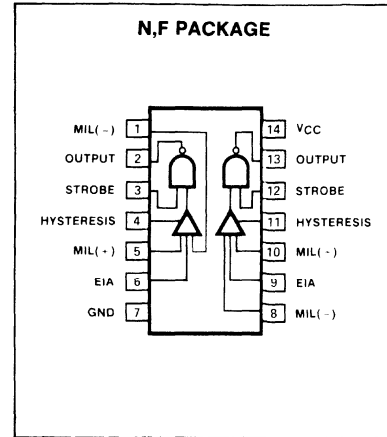 N,F PACKAGE
MIL(-) 1 14 VCC
OUTPUT 2 13 OUTPUT
STROBE 3 12 STROBE
HYSTERESIS 4 11 HYSTERESIS
MIL(+) 5 10 MIL(-)
EIA 6 9 EIA
GND 7 8 MIL(-)